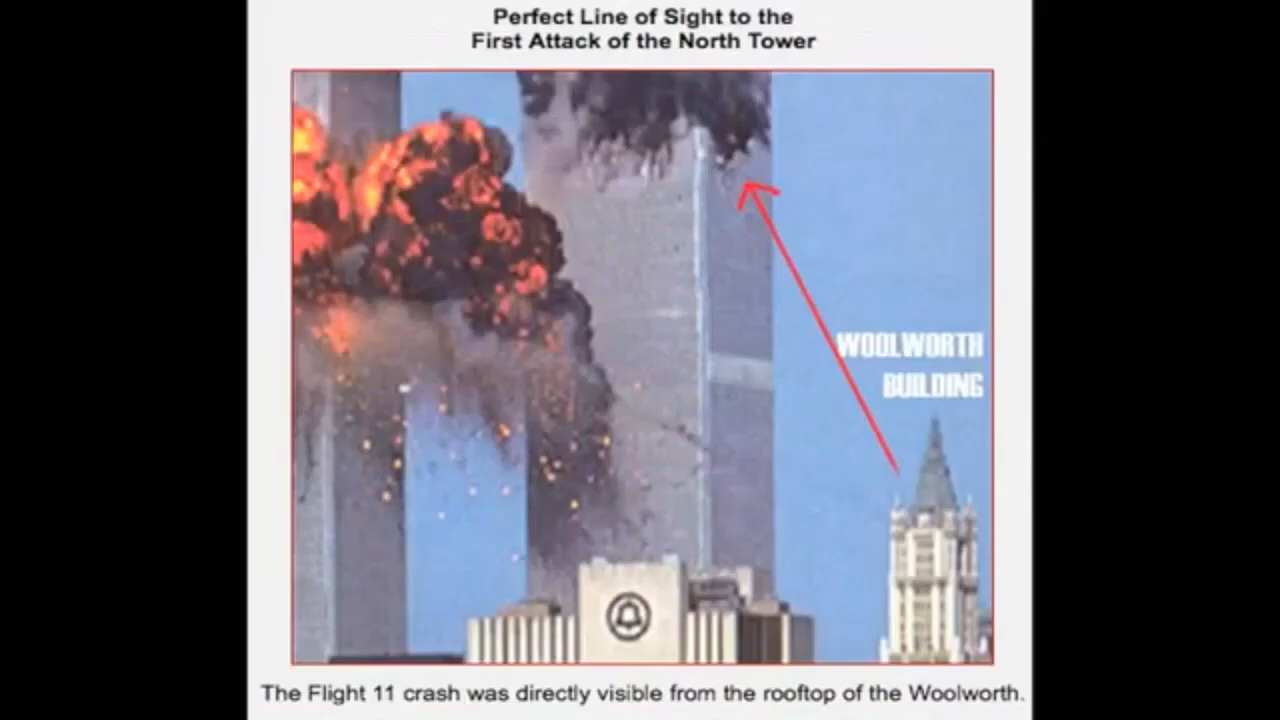 Perfect Line of Sight to the
First Attack of the North Tower
WOOLWORTH
BUILDING
The Flight 11 crash was directly visible from the rooftop of the Woolworth.